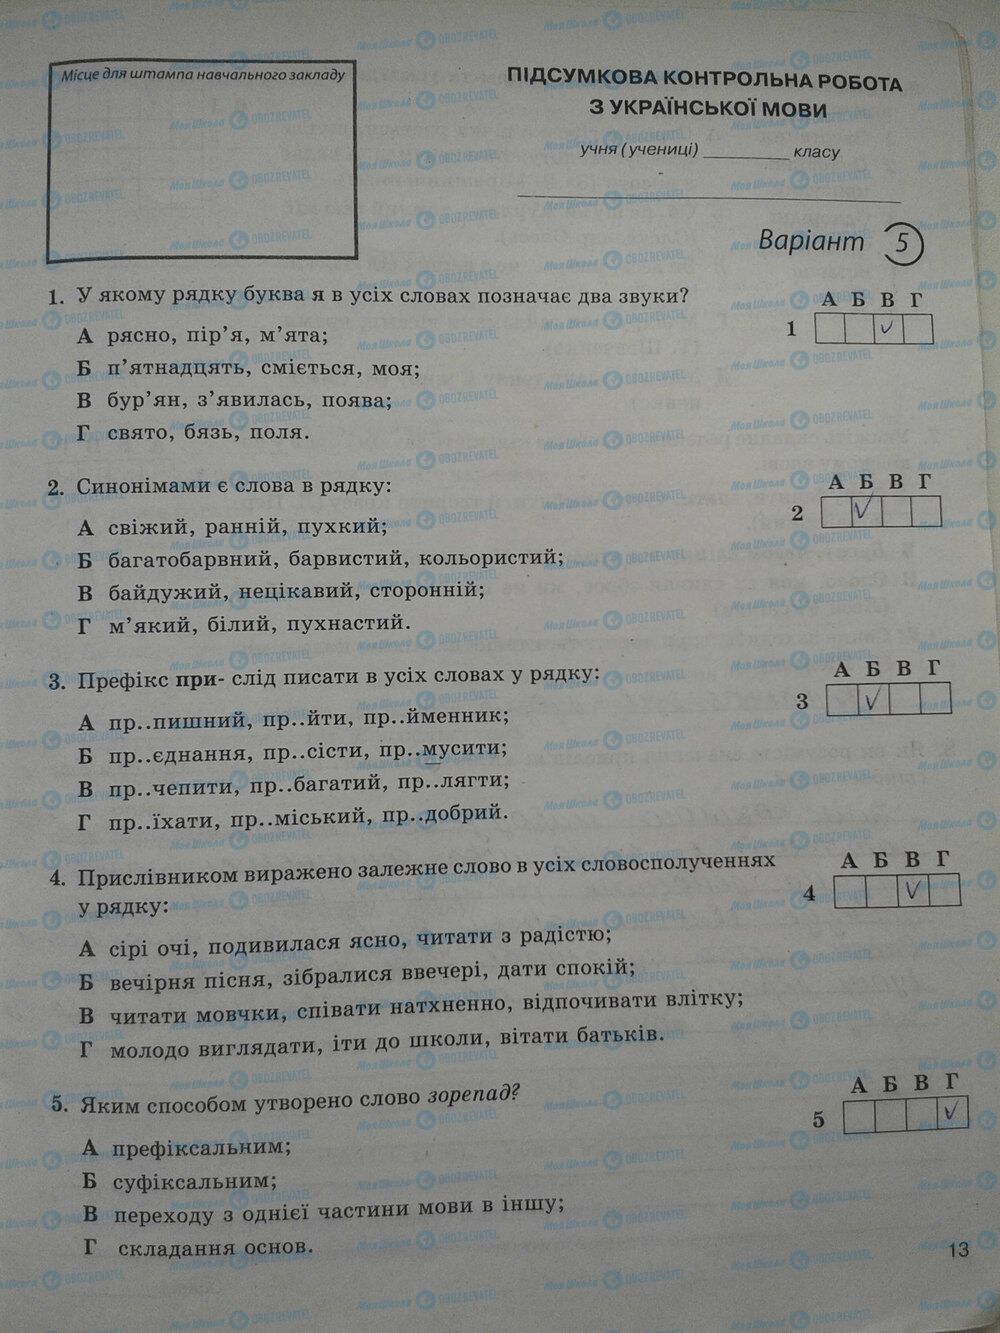 Місце для штампа навчального закладу
ПІДСУМКОВА КОНТРОЛЬНА РОБОТА
З УКРАЇНСЬКОЇ МОВИ
учня (учениці) _________ класу
Варіант 5
1. У якому рядку буква я в усіх словах позначає два звуки?
А Б В Г
1
А рясно, пір’я, м’ята;
Б п’ятнадцять, сміється, моя;
В бур’ян, з’явилась, поява;
Г свято, бязь, поля.
2. Синонімами є слова в рядку:
А Б В Г
2
А свіжий, ранній, пухкий;
Б багатобарвний, барвистий, кольористий;
В байдужий, нецікавий, сторонній;
Г м’який, білий, пухнастий.
3. Префікс при- слід писати в усіх словах у рядку:
А Б В Г
3
А пр..пишний, пр..йти, пр..йменник;
Б пр..єднання, пр..сісти, пр..мусити;
В пр..чепити, пр..багатий, пр..лягти;
Г пр..їхати, пр..міський, пр..добрий.
4. Прислівником виражено залежне слово в усіх словосполученнях
у рядку:
А Б В Г
4
А сірі очі, подивилася ясно, читати з радістю;
Б вечірня пісня, зібралися ввечері, дати спокій;
В читати мовчки, співати натхненно, відпочивати влітку;
Г молодо виглядати, іти до школи, вітати батьків.
5. Яким способом утворено слово зорепад?
А Б В Г
5
А префіксальним;
Б суфіксальним;
В переходу з однієї частини мови в іншу;
Г складання основ.
13
Моя Школа OBOZREVATEL